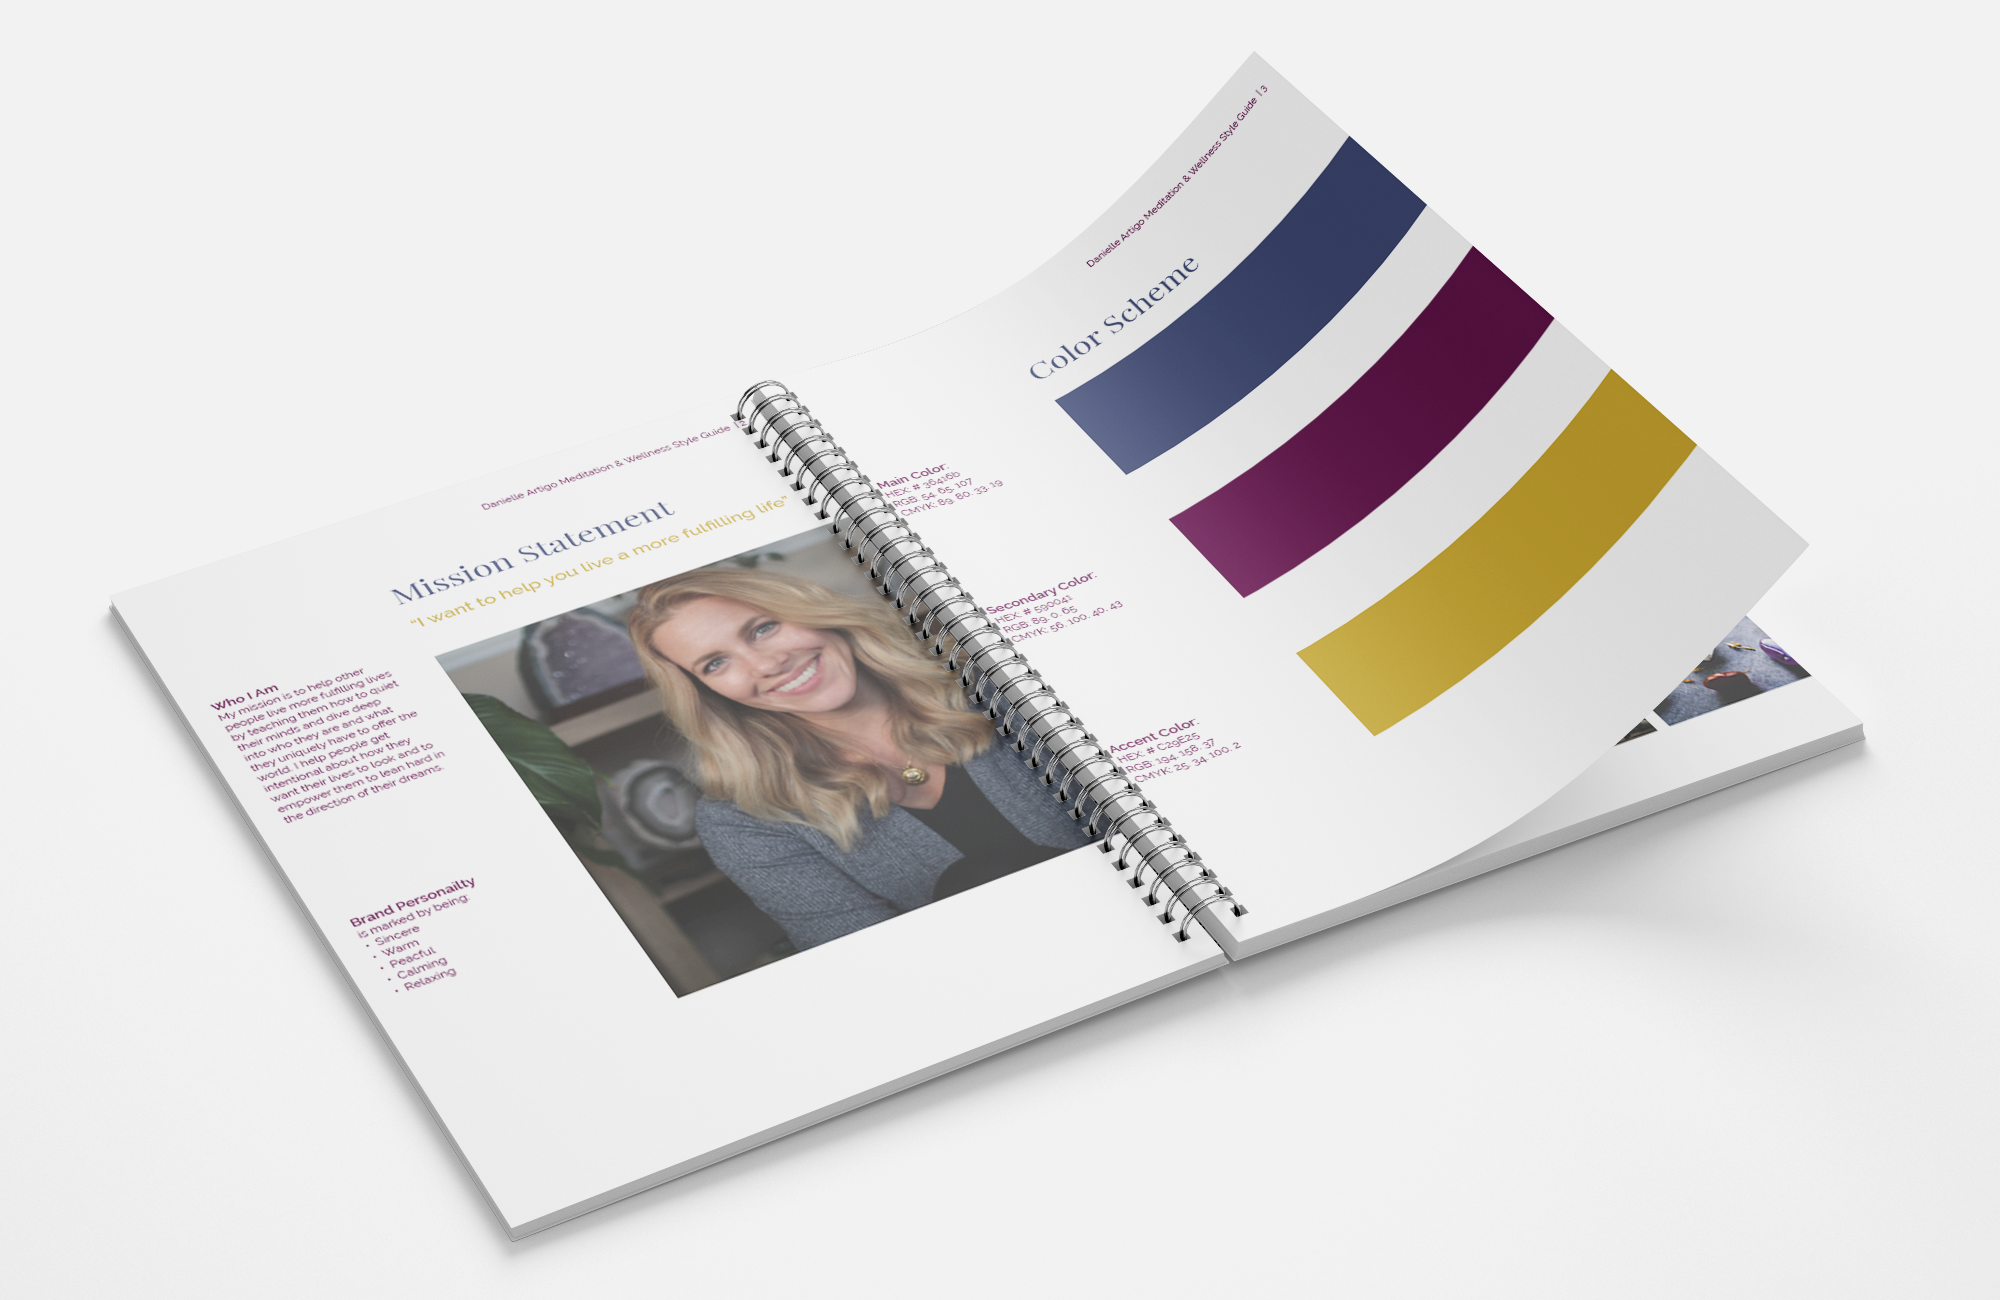 Danielle Artigo Meditation & Wellness Style Guide | 2
Mission Statement
"I want to help you live a more fulfilling life"
Who I Am
My mission is to help other
people live more fulfilling lives
by teaching them how to quiet
their minds and dive deep
into who they are and what
they uniquely have to offer the
world. I help people get
intentional about how they
want their lives to look and to
empower them to lean hard in
the direction of their dreams.
Brand Personailty
is marked by being:
• Sincere
• Warm
• Peacful
• Calming
• Relaxing
Danielle Artigo Meditation & Wellness Style Guide | 3
Color Scheme
Main Color:
HEX: # 36416b
RGB: 54, 65, 107
CMYK: 89, 80, 33, 19
Secondary Color:
HEX: # 590041
RGB: 89, 0, 65
CMYK: 56, 100, 40, 43
Accent Color:
HEX: # C29E25
RGB: 194, 158, 37
CMYK: 25, 34, 100, 2